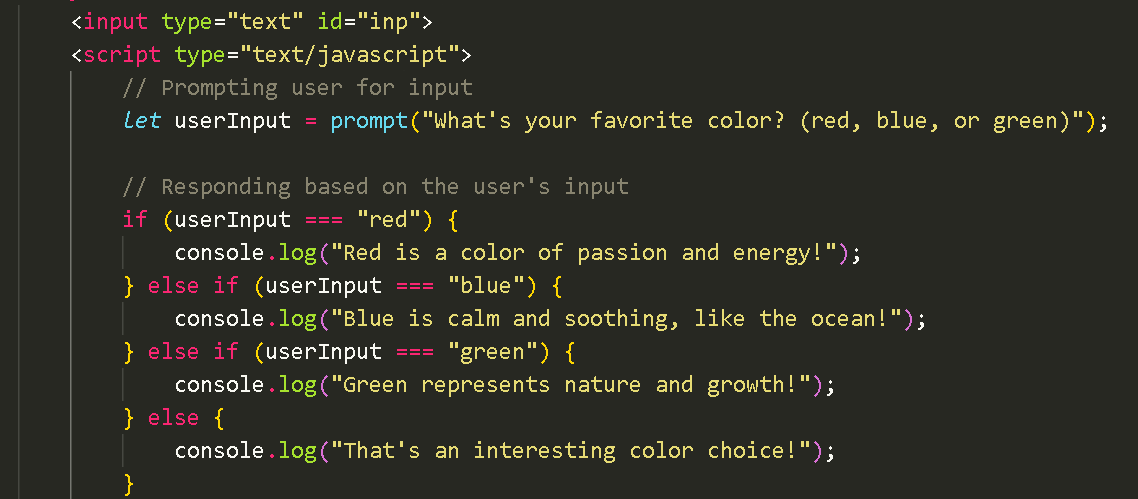 <input type="text" id="inp">
<script type="text/javascript">
// Prompting user for input
let userInput = prompt("What's your favorite color? (red, blue, or green)");
// Responding based on the user's input
if (userInput === "red") {
console.log("Red is a color of passion and energy!");
} else if (userInput === "blue") {
console.log("Blue is calm and soothing, like the ocean!");
} else if (userInput === "green") {
console.log("Green represents nature and growth!");
} else {
console.log("That's an interesting color choice!");
}